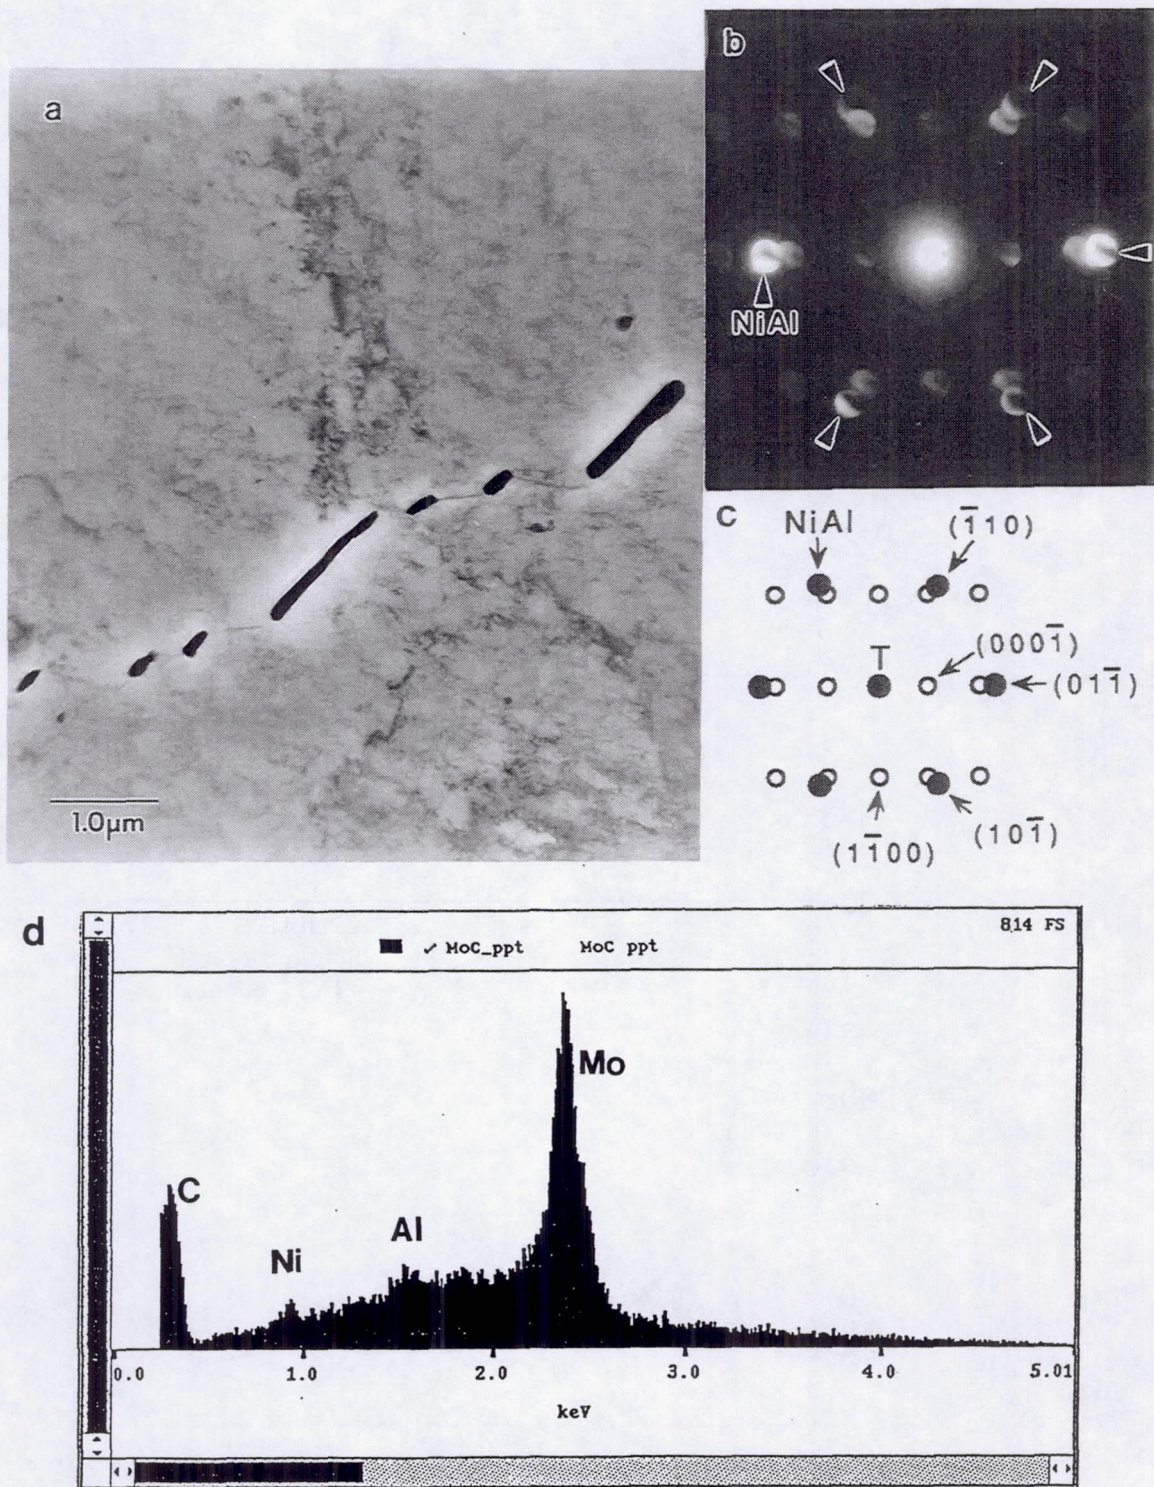 a
1.0μm
b
NiAl
c
NiAl
(1̅10)
T
(0001̅)
(011̅)
(11̅00)
(101̅)
d
814 FS
✓ MoC_ppt MoC ppt
C
Ni
Al
Mo
0.0 1.0 2.0 3.0 4.0 5.01
keV